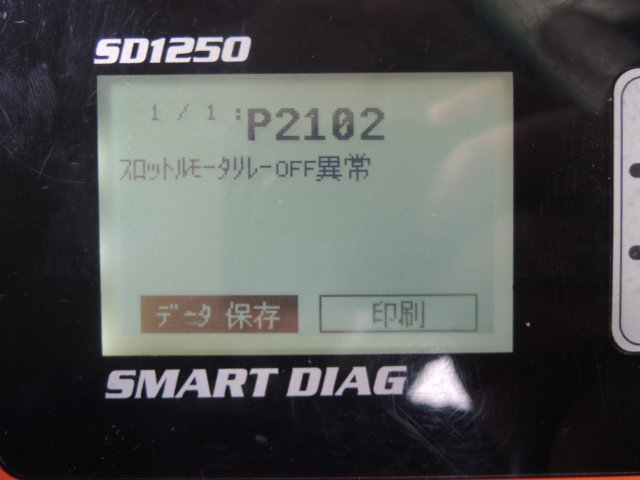 SD1250
1 / 1 : P2102
スロットルモータリレーOFF異常
データ 保存 印刷
SMART DIAG